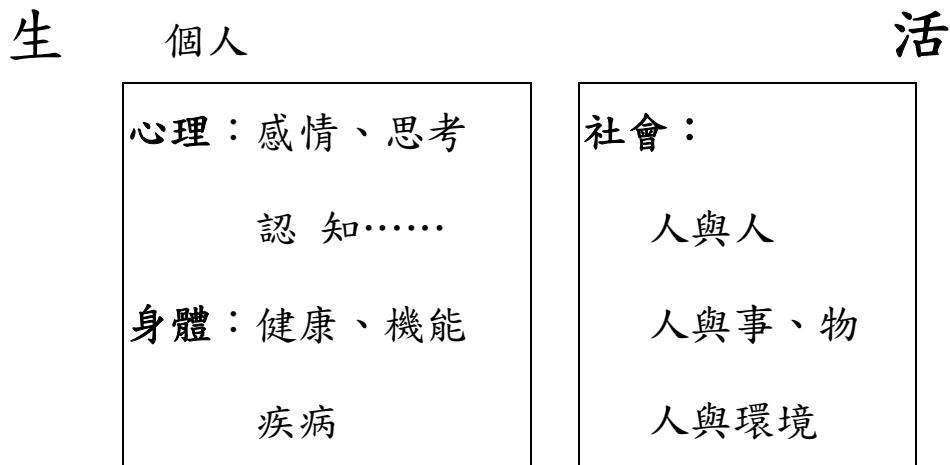 生 個人 活
心理：感情、思考
認 知……
身體：健康、機能
疾病
社會：
人與人
人與事、物
人與環境